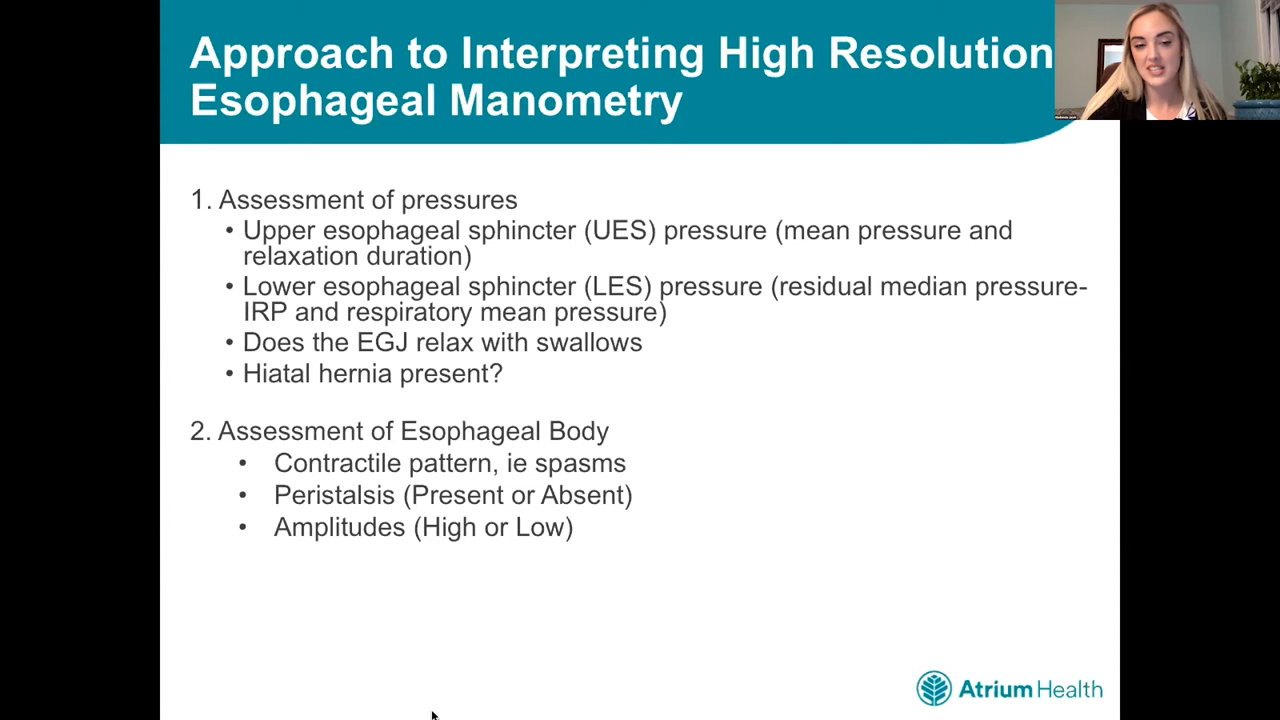 Approach to Interpreting High Resolution
Esophageal Manometry
1. Assessment of pressures
• Upper esophageal sphincter (UES) pressure (mean pressure and
relaxation duration)
• Lower esophageal sphincter (LES) pressure (residual median pressure-
IRP and respiratory mean pressure)
• Does the EGJ relax with swallows
• Hiatal hernia present?
2. Assessment of Esophageal Body
• Contractile pattern, ie spasms
• Peristalsis (Present or Absent)
• Amplitudes (High or Low)
Atrium Health